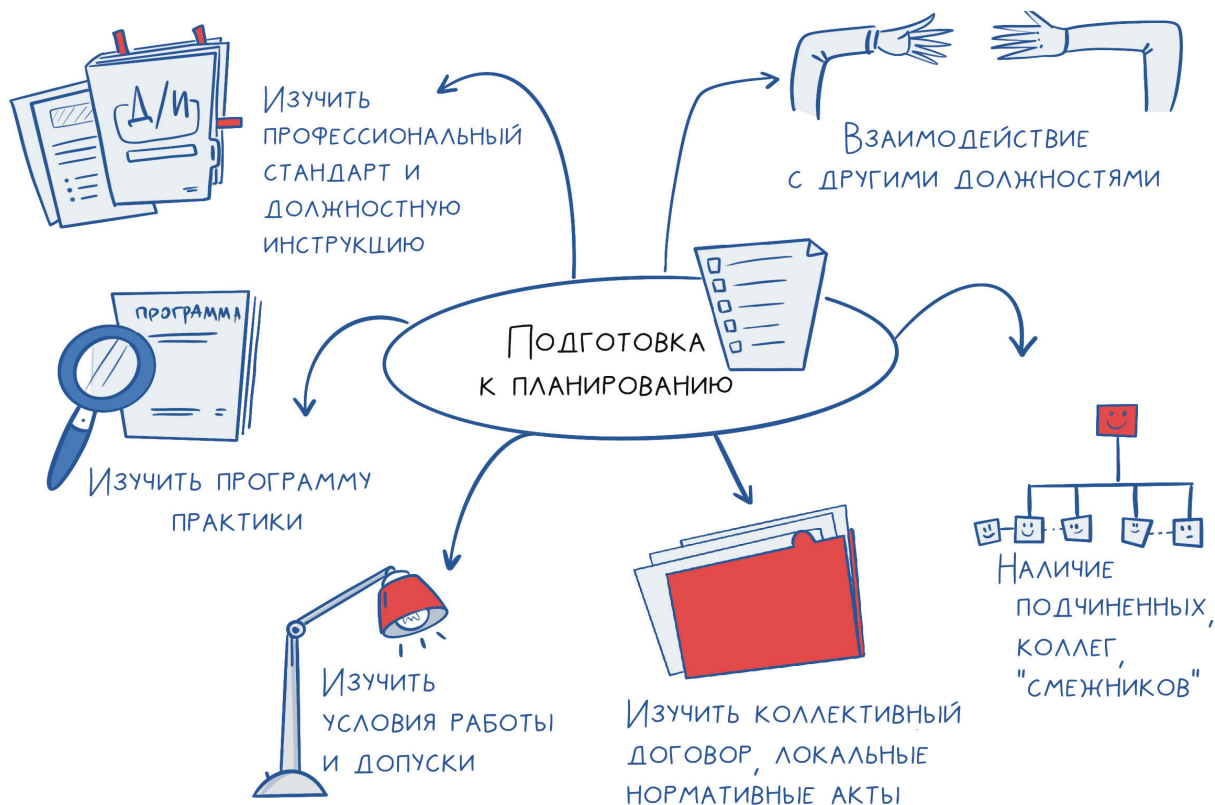 Д/И
Изучить
профессиональный
стандарт и
должностную
инструкцию
Взаимодействие
с другими должностями
Подготовка
к планированию
ПРОГРАММА
Изучить программу
практики
Наличие
подчиненных,
коллег,
"смежников"
Изучить
условия работы
и допуски
Изучить коллективный
договор, локальные
нормативные акты